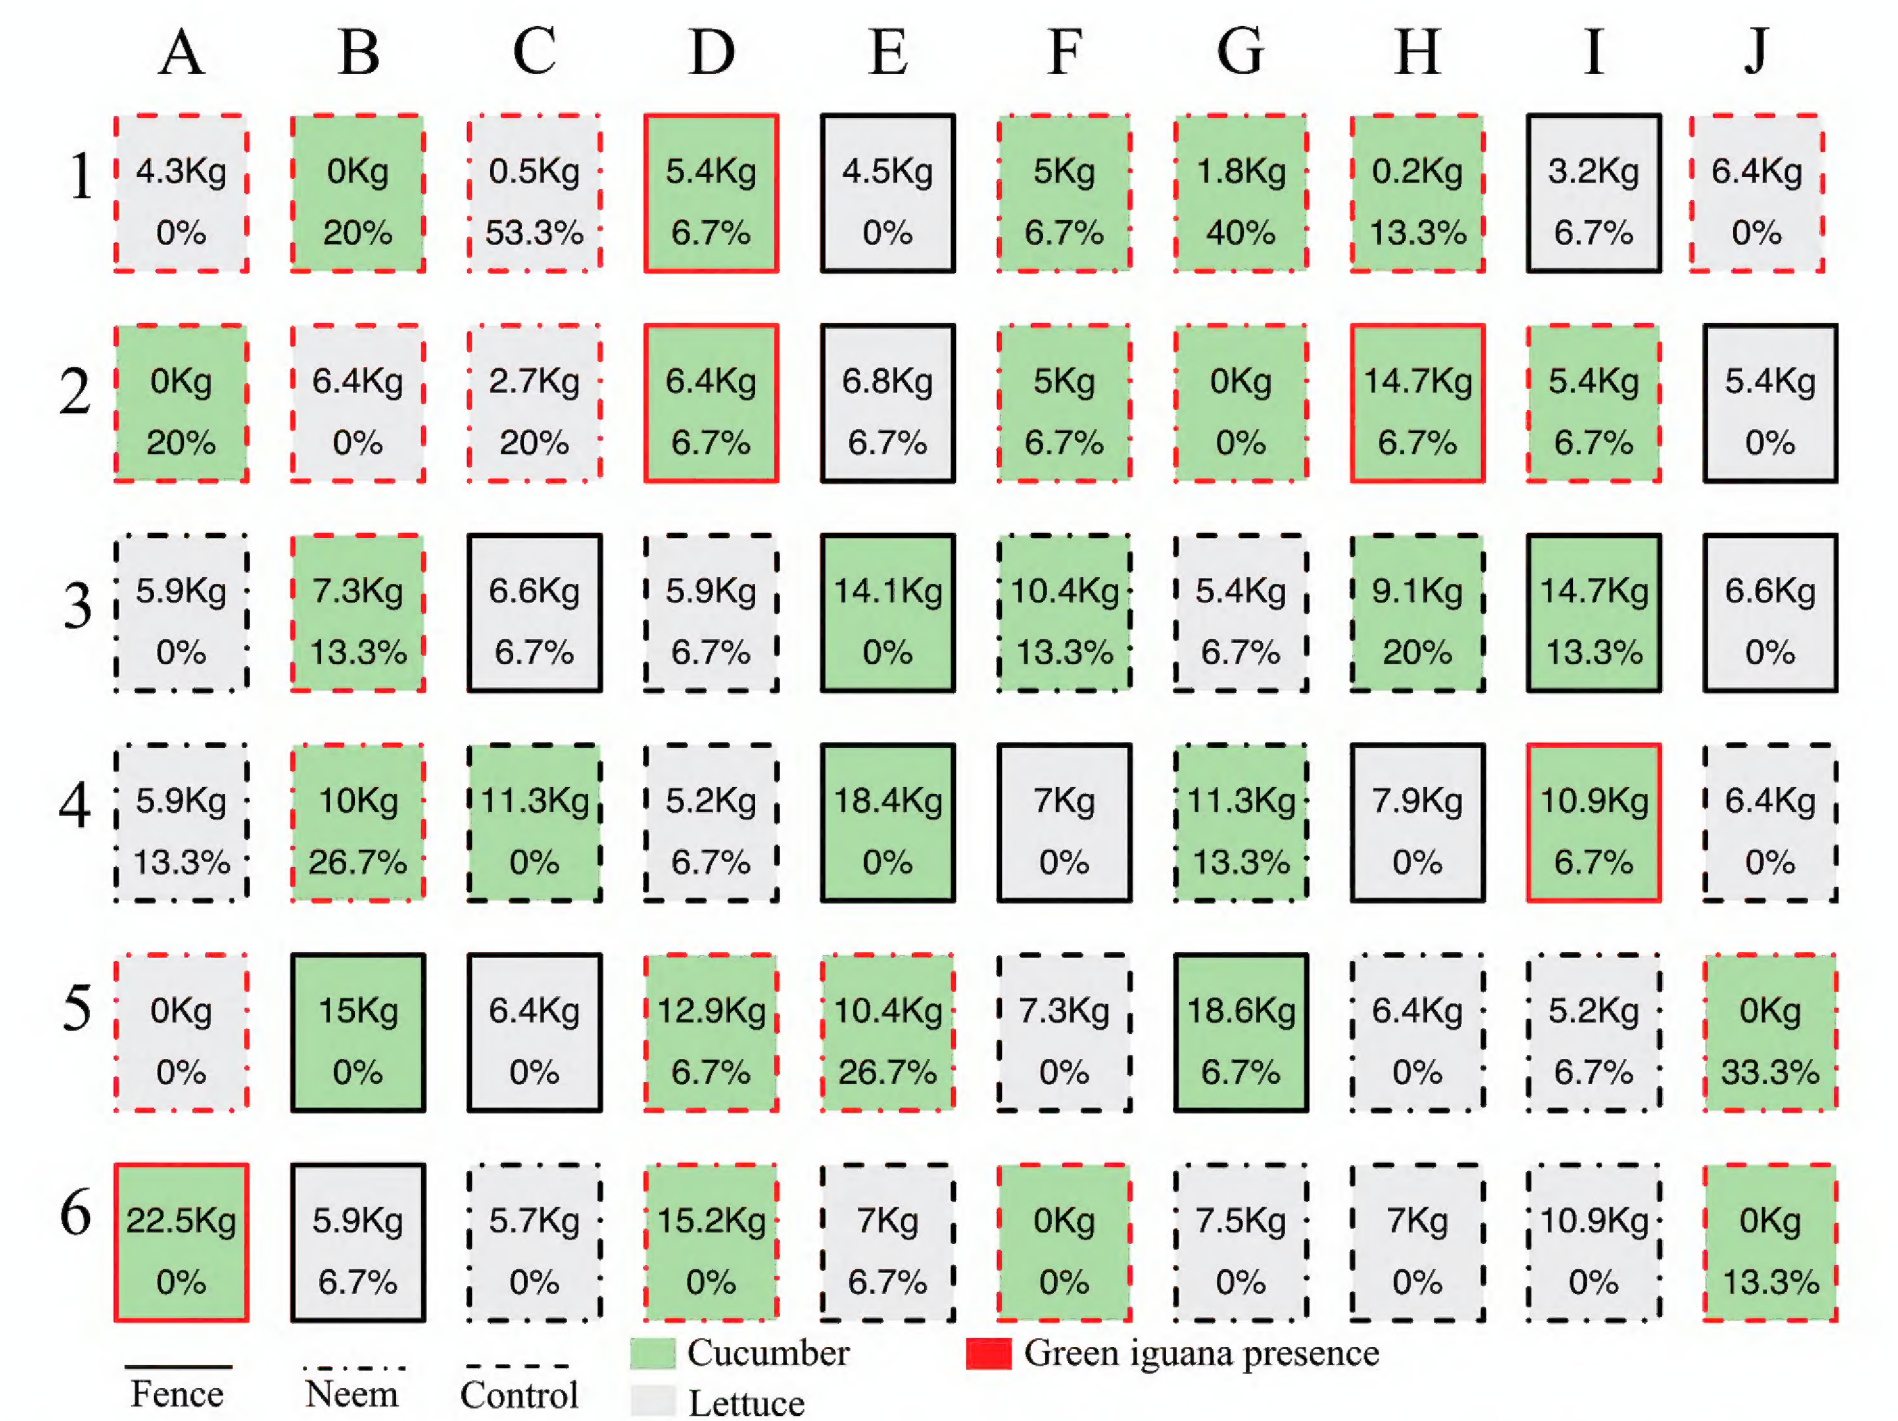 A B C D E F G H I J
1 4.3Kg 0Kg 0.5Kg 5.4Kg 4.5Kg 5Kg 1.8Kg 0.2Kg 3.2Kg 6.4Kg
0% 20% 53.3% 6.7% 0% 6.7% 40% 13.3% 6.7% 0%
2 0Kg 6.4Kg 2.7Kg 6.4Kg 6.8Kg 5Kg 0Kg 14.7Kg 5.4Kg 5.4Kg
20% 0% 20% 6.7% 6.7% 6.7% 0% 6.7% 6.7% 0%
3 5.9Kg 7.3Kg 6.6Kg 5.9Kg 14.1Kg 10.4Kg 5.4Kg 9.1Kg 14.7Kg 6.6Kg
0% 13.3% 6.7% 6.7% 0% 13.3% 6.7% 20% 13.3% 0%
4 5.9Kg 10Kg 11.3Kg 5.2Kg 18.4Kg 7Kg 11.3Kg 7.9Kg 10.9Kg 6.4Kg
13.3% 26.7% 0% 6.7% 0% 0% 13.3% 0% 6.7% 0%
5 0Kg 15Kg 6.4Kg 12.9Kg 10.4Kg 7.3Kg 18.6Kg 6.4Kg 5.2Kg 0Kg
0% 0% 0% 6.7% 26.7% 0% 6.7% 0% 6.7% 33.3%
6 22.5Kg 5.9Kg 5.7Kg 15.2Kg 7Kg 0Kg 7.5Kg 7Kg 10.9Kg 0Kg
0% 6.7% 0% 0% 6.7% 0% 0% 0% 0% 13.3%
Cucumber Green iguana presence
Fence Neem Control Lettuce